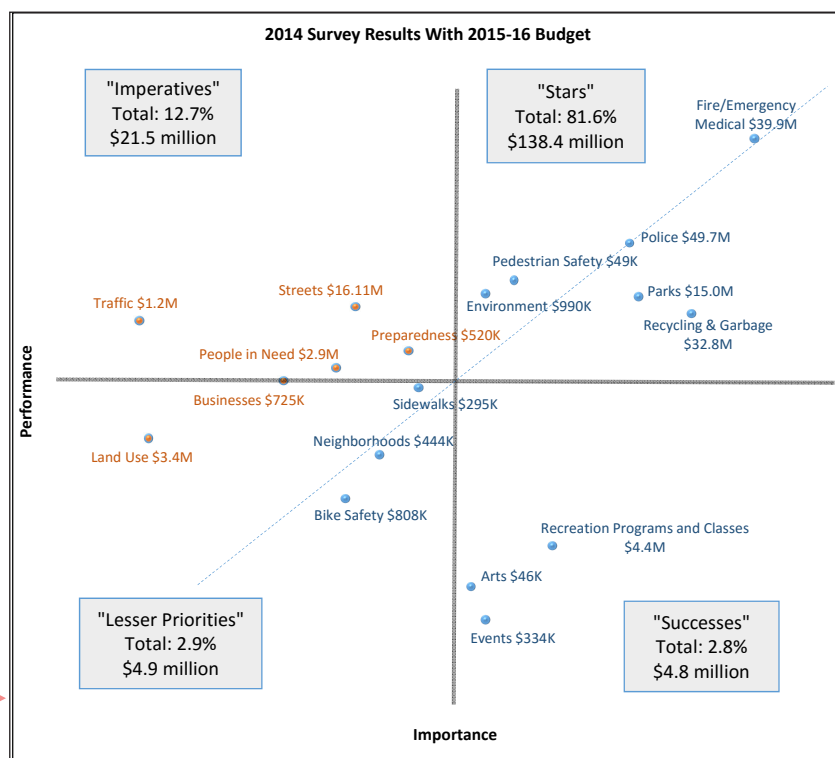 2014 Survey Results With 2015-16 Budget
"Imperatives"
Total: 12.7%
$21.5 million
"Stars"
Total: 81.6%
$138.4 million
Fire/Emergency
Medical $39.9M
Police $49.7M
Pedestrian Safety $49K
Environment $990K
Parks $15.0M
Recycling & Garbage
$32.8M
Streets $16.11M
Traffic $1.2M
Preparedness $520K
People in Need $2.9M
Businesses $725K
Sidewalks $295K
Land Use $3.4M
Neighborhoods $444K
Bike Safety $808K
Recreation Programs and Classes
$4.4M
Arts $46K
Events $334K
"Lesser Priorities"
Total: 2.9%
$4.9 million
"Successes"
Total: 2.8%
$4.8 million
Performance
Importance